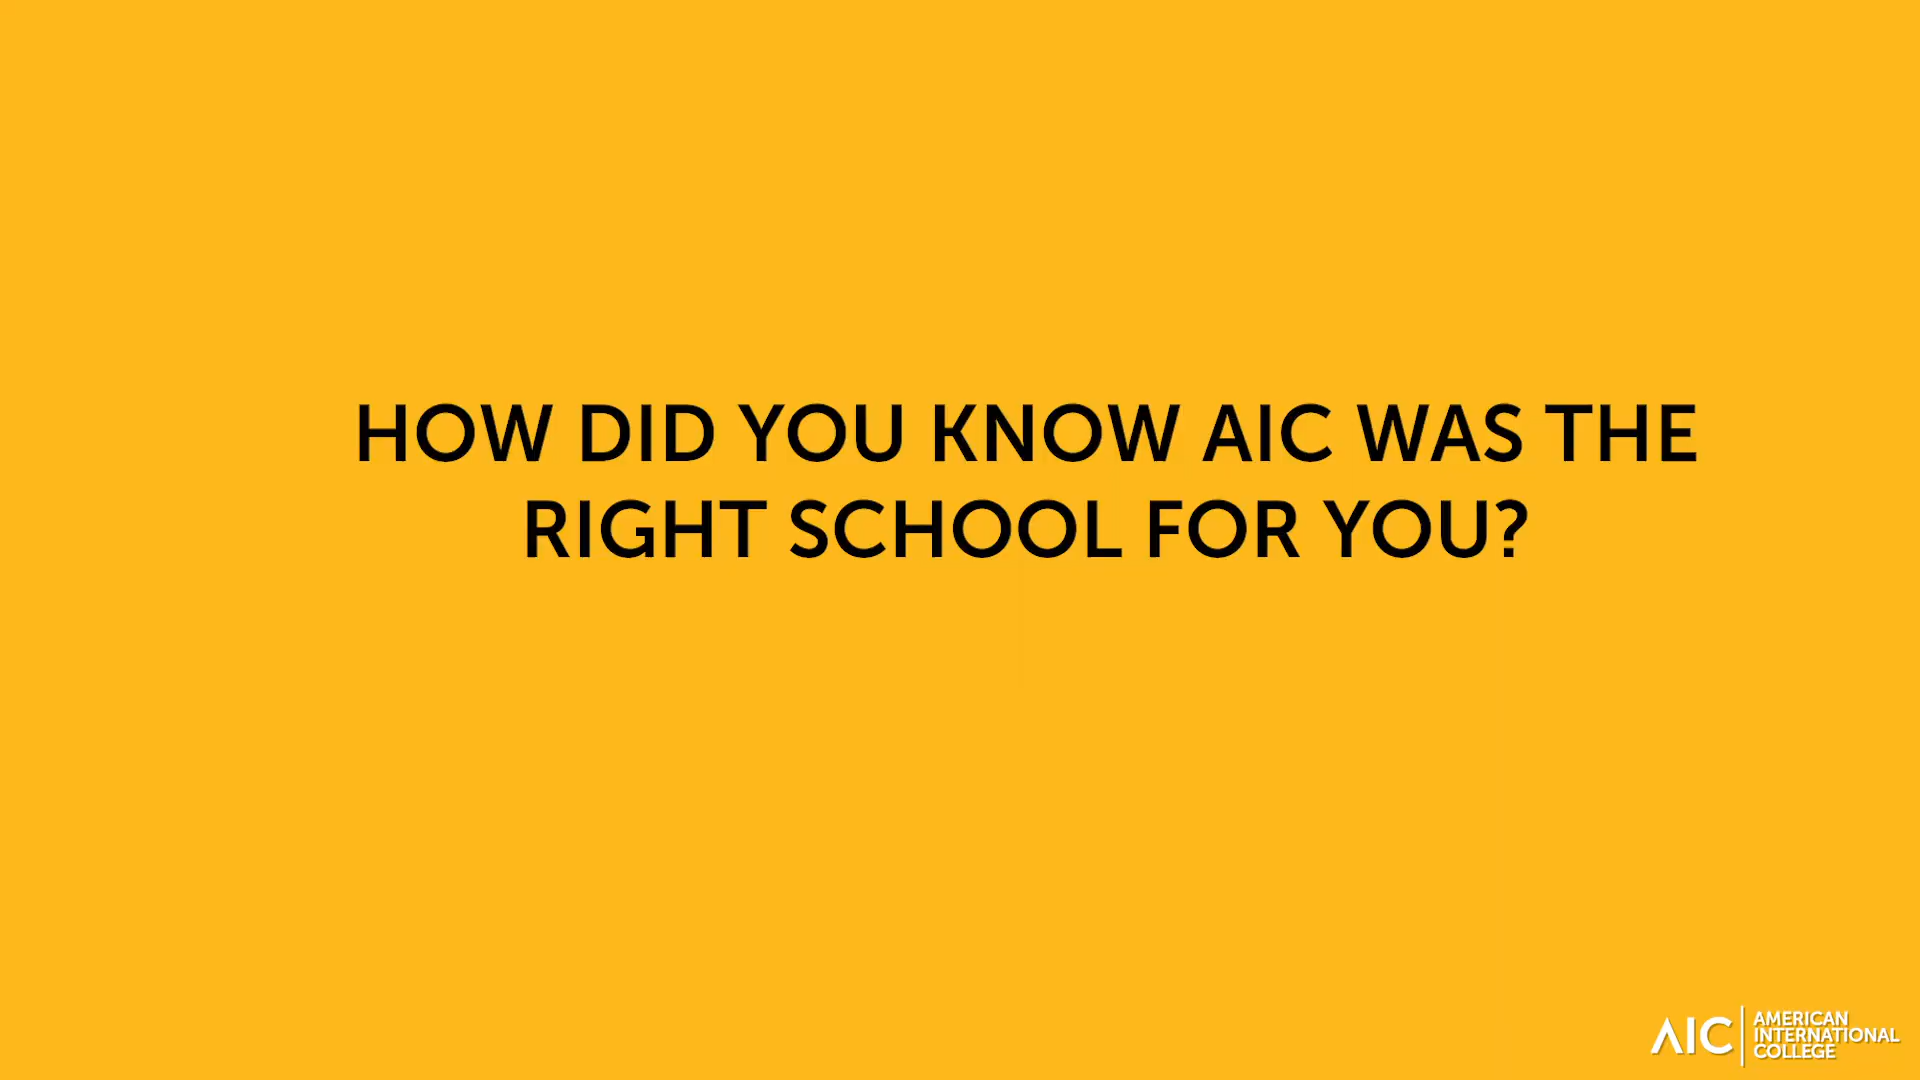 HOW DID YOU KNOW AIC WAS THE
RIGHT SCHOOL FOR YOU?
AIC
AMERICAN
INTERNATIONAL
COLLEGE